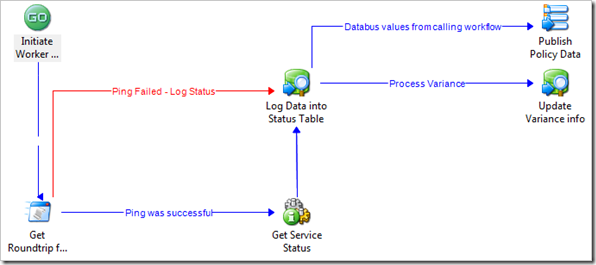 GO
Initiate
Worker ...
Databus values from calling workflow
Publish
Policy Data
Ping Failed - Log Status
Log Data into
Status Table
Process Variance
Update
Variance info
Get
Roundtrip f...
Ping was successful
Get Service
Status